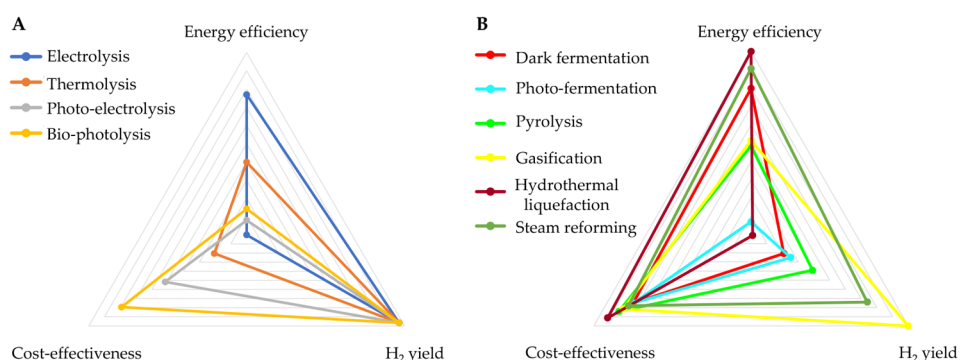 A
Energy efficiency
Electrolysis
Thermolysis
Photo-electrolysis
Bio-photolysis
Cost-effectiveness
H₂ yield
B
Energy efficiency
Dark fermentation
Photo-fermentation
Pyrolysis
Gasification
Hydrothermal
liquefaction
Steam reforming
Cost-effectiveness
H₂ yield